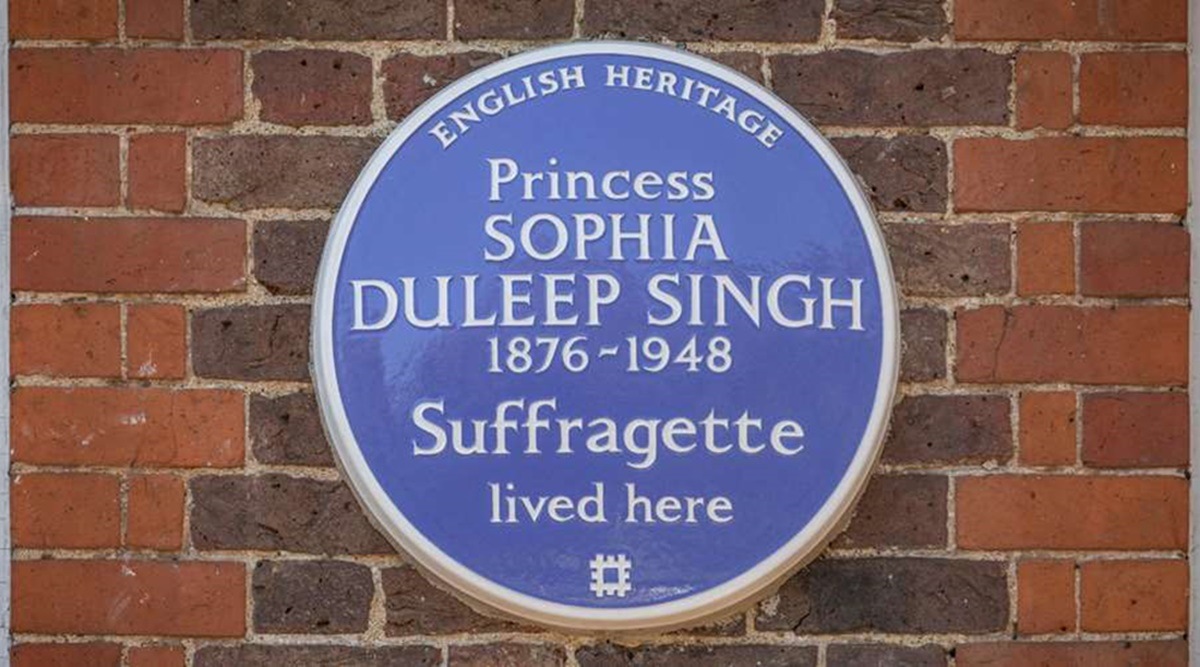 ENGLISH HERITAGE
Princess
SOPHIA
DULEEP SINGH
1876-1948
Suffragette
lived here